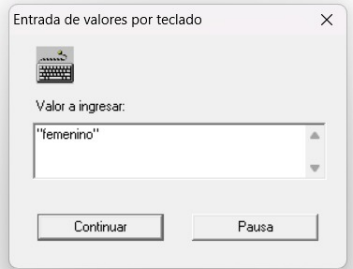 Entrada de valores por teclado
Valor a ingresar:
"femenino"
Continuar Pausa